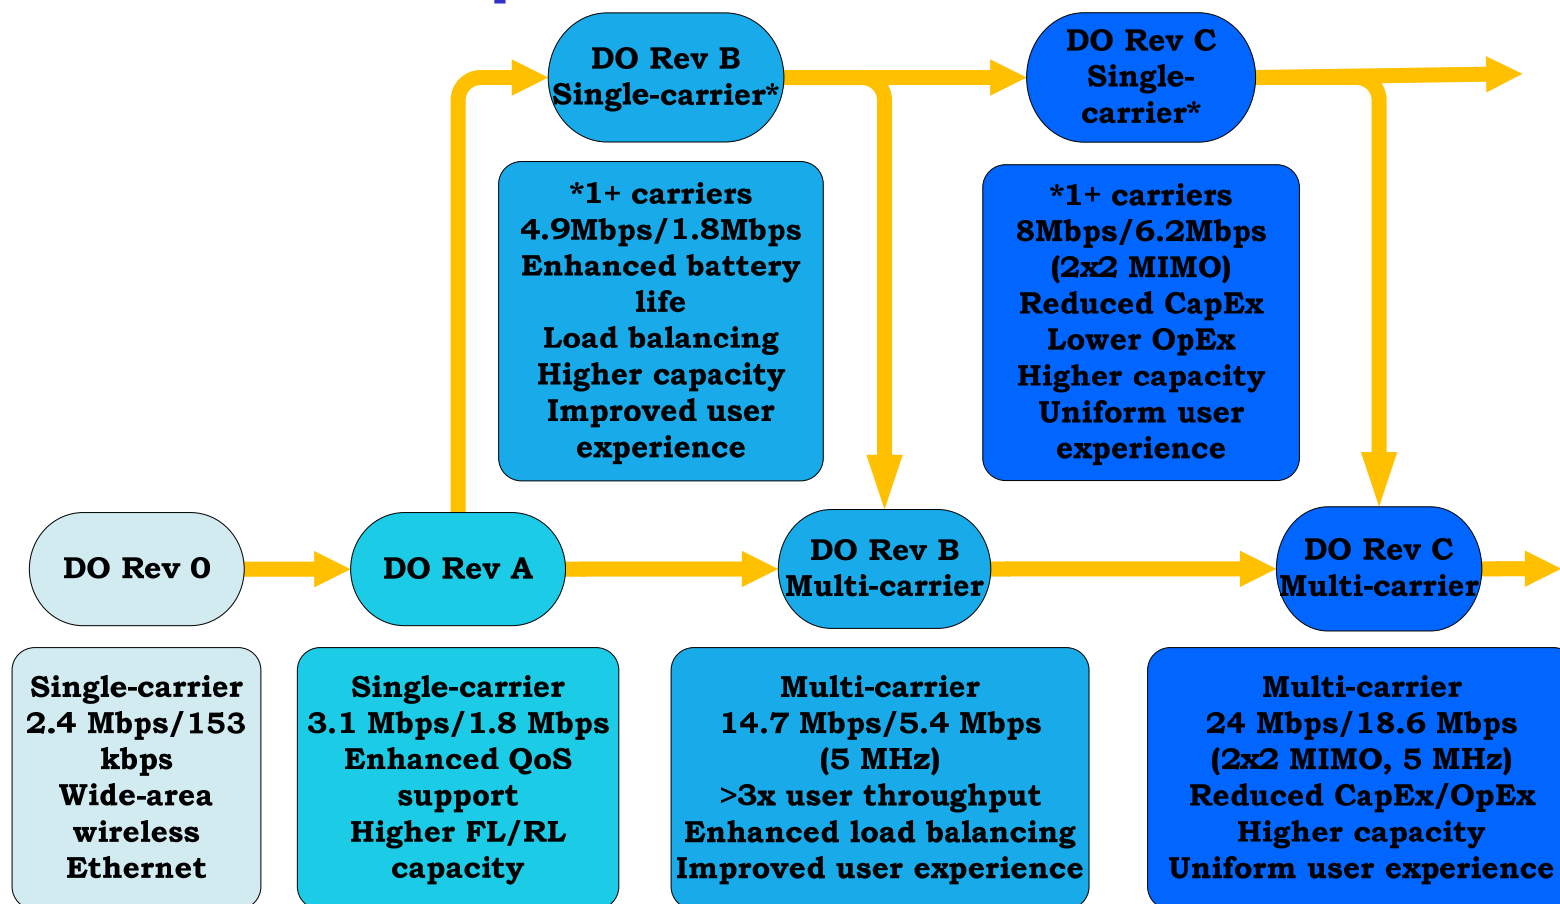 DO Rev B
Single-carrier*
DO Rev C
Single-
carrier*
*1+ carriers
4.9Mbps/1.8Mbps
Enhanced battery
life
Load balancing
Higher capacity
Improved user
experience
*1+ carriers
8Mbps/6.2Mbps
(2x2 MIMO)
Reduced CapEx
Lower OpEx
Higher capacity
Uniform user
experience
DO Rev 0
DO Rev A
DO Rev B
Multi-carrier
DO Rev C
Multi-carrier
Single-carrier
2.4 Mbps/153
kbps
Wide-area
wireless
Ethernet
Single-carrier
3.1 Mbps/1.8 Mbps
Enhanced QoS
support
Higher FL/RL
capacity
Multi-carrier
14.7 Mbps/5.4 Mbps
(5 MHz)
>3x user throughput
Enhanced load balancing
Improved user experience
Multi-carrier
24 Mbps/18.6 Mbps
(2x2 MIMO, 5 MHz)
Reduced CapEx/OpEx
Higher capacity
Uniform user experience